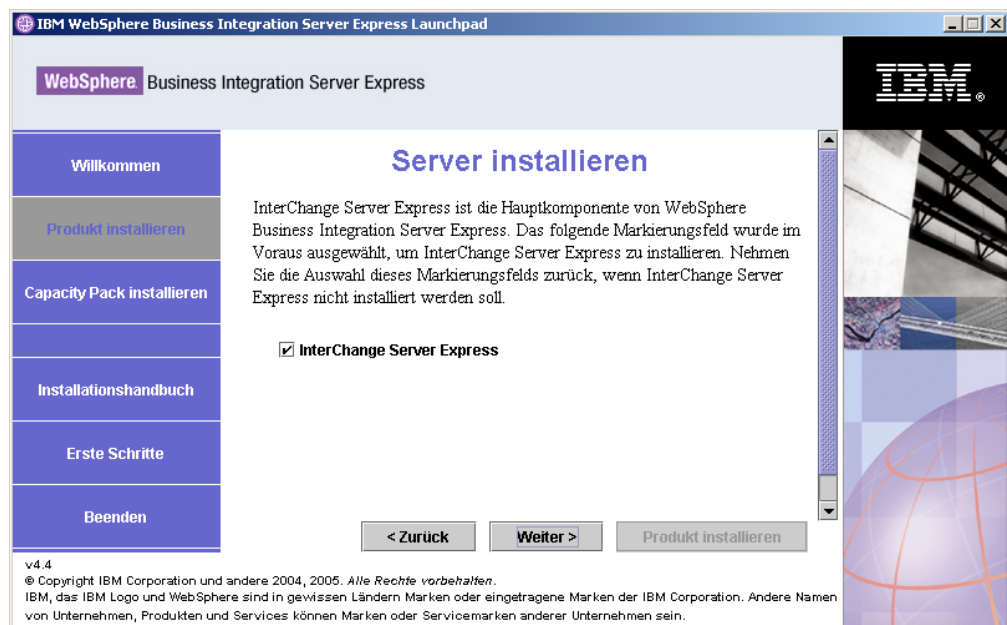 IBM WebSphere Business Integration Server Express Launchpad
WebSphere. Business Integration Server Express
IBM®
Willkommen
Produkt installieren
Capacity Pack installieren
Installationshandbuch
Erste Schritte
Beenden
Server installieren
InterChange Server Express ist die Hauptkomponente von WebSphere
Business Integration Server Express. Das folgende Markierungsfeld wurde im
Voraus ausgewählt, um InterChange Server Express zu installieren. Nehmen
Sie die Auswahl dieses Markierungsfelds zurück, wenn InterChange Server
Express nicht installiert werden soll.
InterChange Server Express
< Zurück
Weiter >
Produkt installieren
v4.4
© Copyright IBM Corporation und andere 2004, 2005. Alle Rechte vorbehalten.
IBM, das IBM Logo und WebSphere sind in gewissen Ländern Marken oder eingetragene Marken der IBM Corporation. Andere Namen
von Unternehmen, Produkten und Services können Marken oder Servicemarken anderer Unternehmen sein.